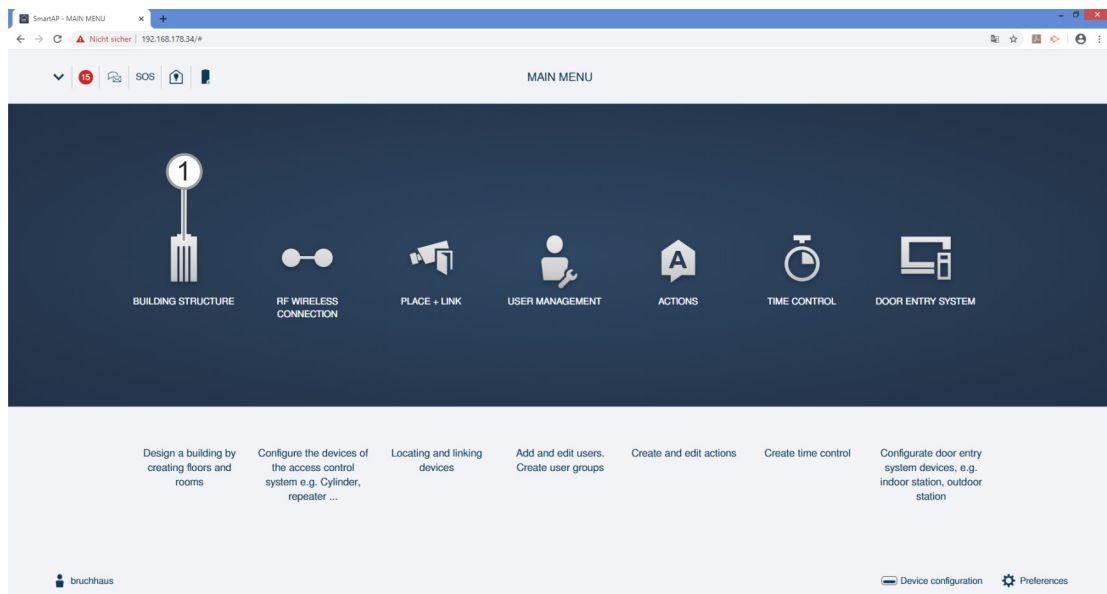 SmartAP - MAIN MENU
Nicht sicher | 192.168.178.34/#
15
SOS
MAIN MENU
1
BUILDING STRUCTURE
RF WIRELESS
CONNECTION
PLACE + LINK
USER MANAGEMENT
A
ACTIONS
TIME CONTROL
DOOR ENTRY SYSTEM
Design a building by
creating floors and
rooms
Configure the devices of
the access control
system e.g. Cylinder,
repeater ...
Locating and linking
devices
Add and edit users.
Create user groups
Create and edit actions
Create time control
Configurate door entry
system devices, e.g.
indoor station, outdoor
station
bruchhaus
Device configuration
Preferences